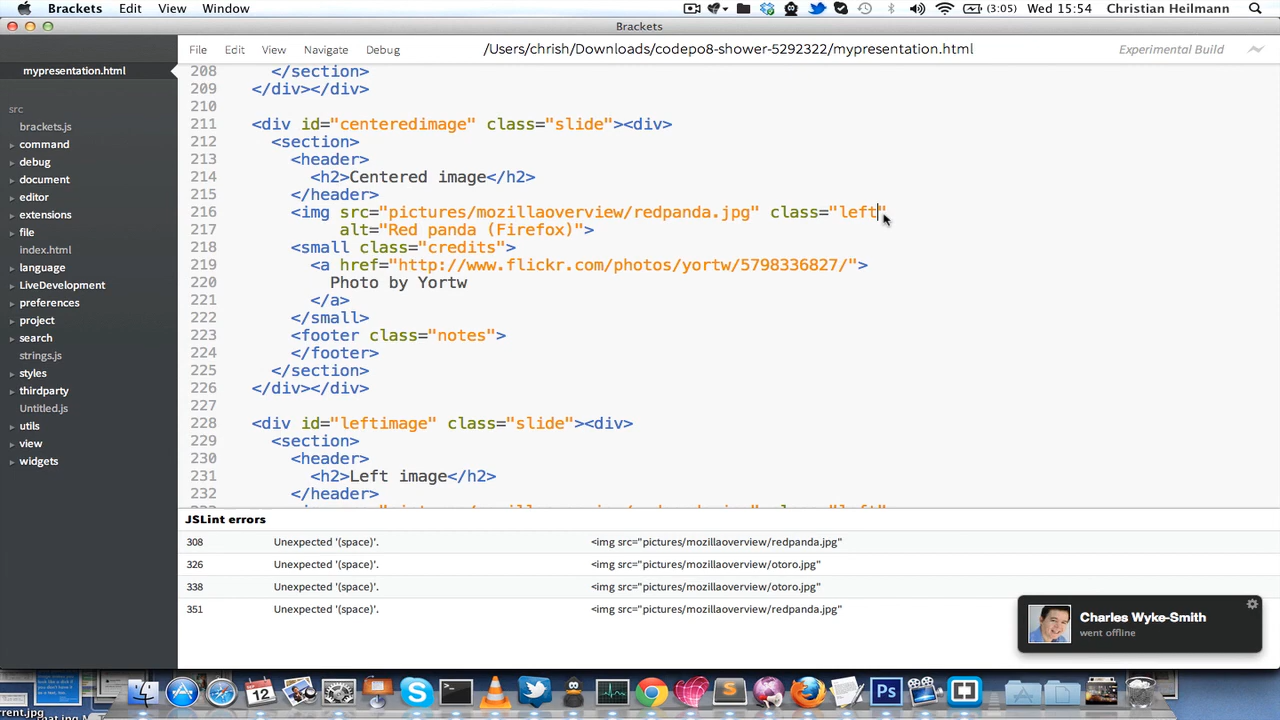 Edit View Window (3:05) Wed 15:54 Christian Heilmann
Brackets
mypresentation.html
src
brackets.js
command
debug
document
editor
extensions
file
index.html
language
LiveDevelopment
preferences
project
search
strings.js
styles
thirdparty
Untitled.js
utils
view
widgets
File Edit View Navigate Debug /Users/chrish/Downloads/codepo8-shower-5292322/mypresentation.html Experimental Build
208 </section>
209 </div></div>
210
211 <div id="centeredimage" class="slide"><div>
212 <section>
213 <header>
214 <h2>Centered image</h2>
215 </header>
216 <img src="pictures/mozillaoverview/redpanda.jpg" class="left"
217 alt="Red panda (Firefox)">
218 <small class="credits">
219 <a href="http://www.flickr.com/photos/yortw/5798336827/">
220 Photo by Yortw
221 </a>
222 </small>
223 <footer class="notes">
224 </footer>
225 </section>
226 </div></div>
227
228 <div id="leftimage" class="slide"><div>
229 <section>
230 <header>
231 <h2>Left image</h2>
232 </header>
JSLint errors
308 Unexpected '(space)'. <img src="pictures/mozillaoverview/redpanda.jpg"
326 Unexpected '(space)'. <img src="pictures/mozillaoverview/otoro.jpg"
338 Unexpected '(space)'. <img src="pictures/mozillaoverview/otoro.jpg"
351 Unexpected '(space)'. <img src="pictures/mozillaoverview/redpanda.jpg"
Charles Wyke-Smith
went offline
12
Ps
rrent.jpg